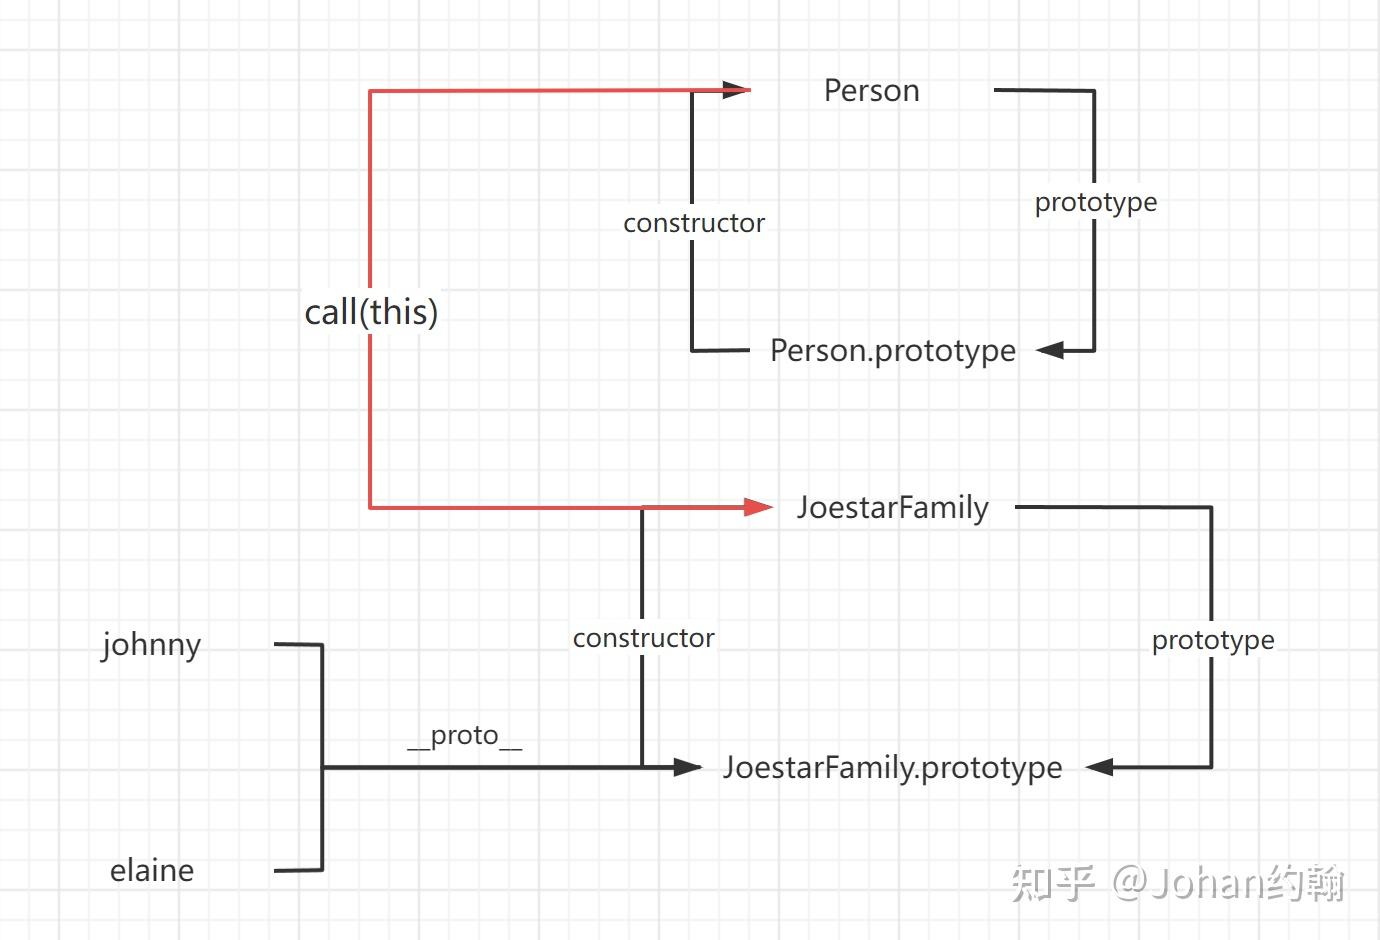 Person
prototype
constructor
call(this)
Person.prototype
JoestarFamily
johnny
constructor
prototype
__proto__
JoestarFamily.prototype
elaine
知乎 @Johan约翰